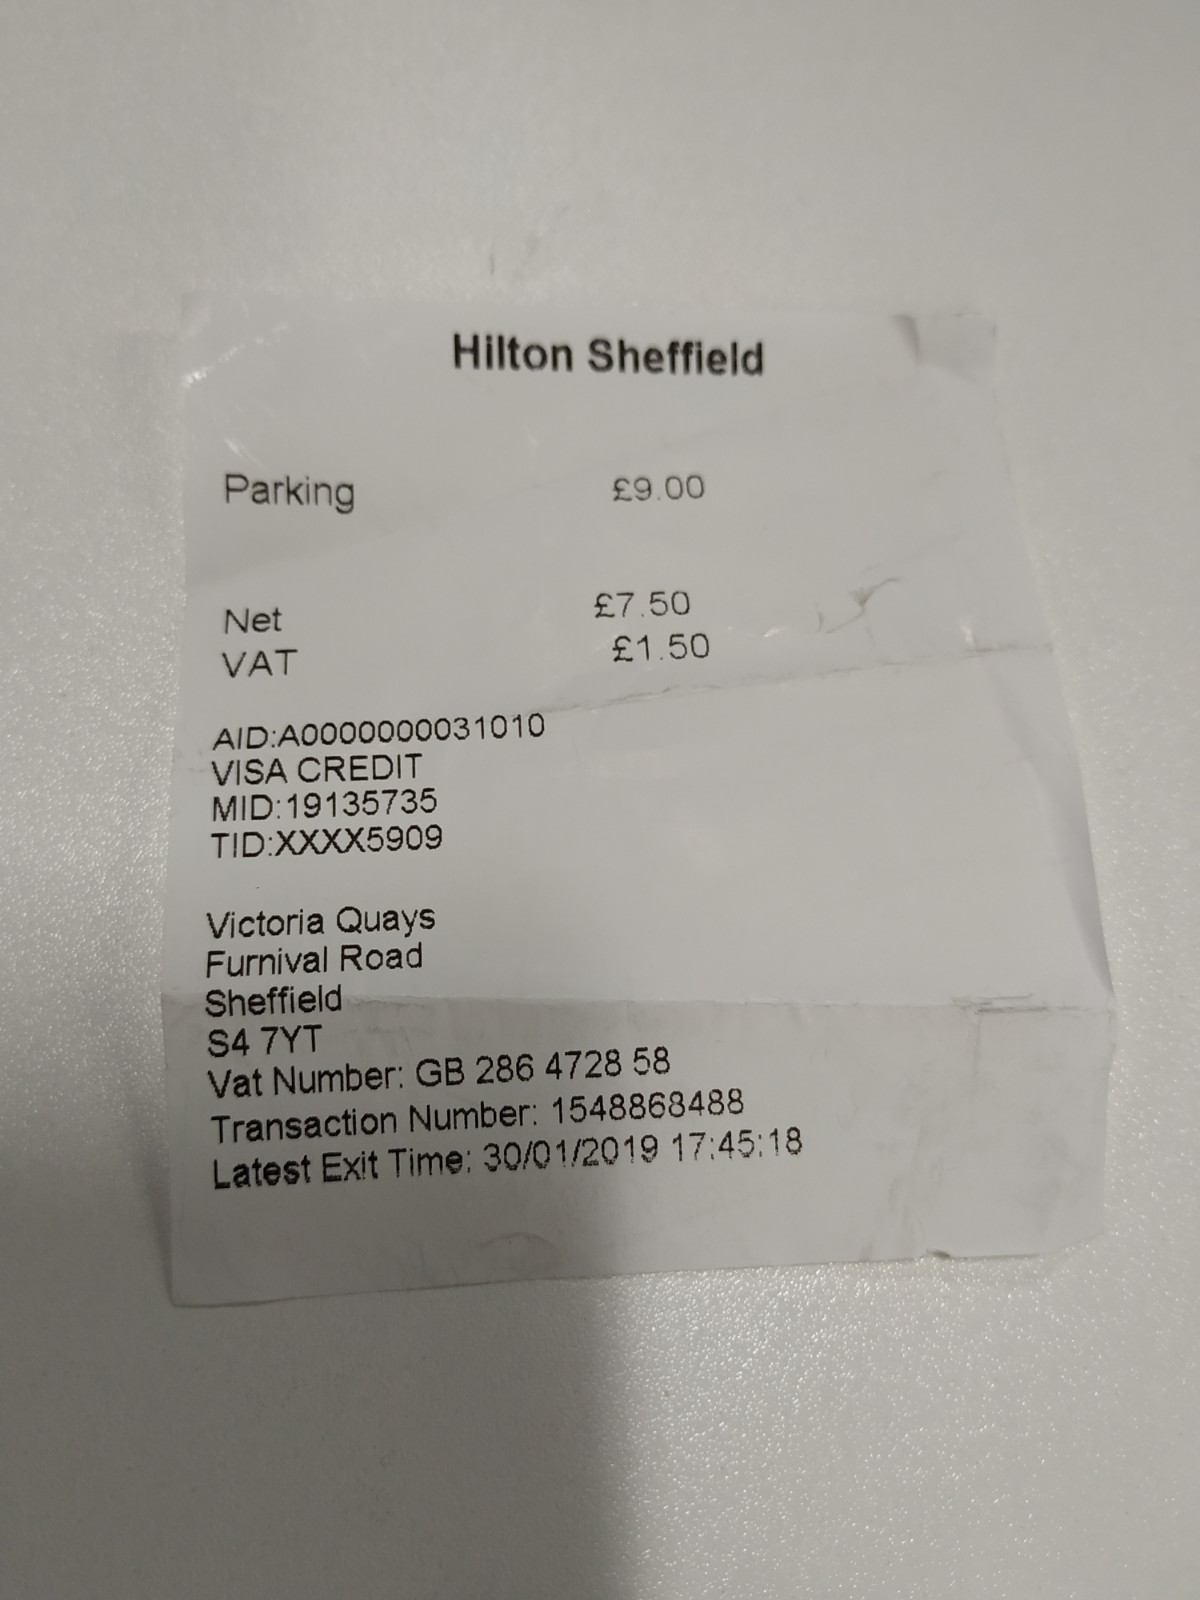 Hilton Sheffield
Parking £9.00
Net £7.50
VAT £1.50
AID:A0000000031010
VISA CREDIT
MID:19135735
TID:XXXX5909
Victoria Quays
Furnival Road
Sheffield
S4 7YT
Vat Number: GB 286 4728 58
Transaction Number: 1548868488
Latest Exit Time: 30/01/2019 17:45:18